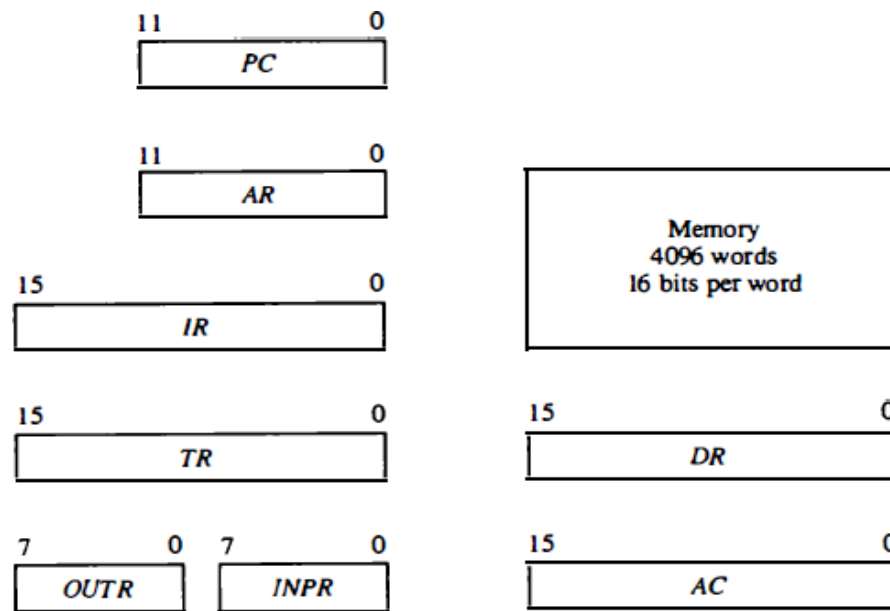 11 0
PC
11 0
AR
Memory
4096 words
16 bits per word
15 0
IR
15 0
TR
15 0
DR
7 0 7 0
OUTR INPR
15 0
AC